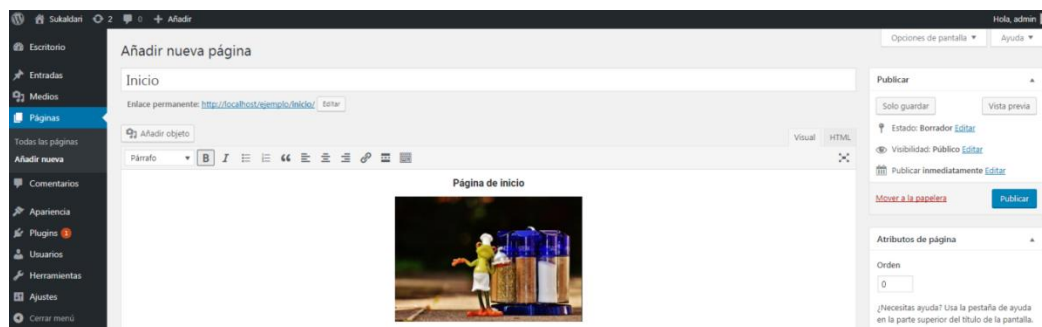 Sukaldari 2 0 + Añadir Hola, admin
Escritorio
Entradas
Medios
Páginas
Todas las páginas
Añadir nueva
Comentarios
Apariencia
Plugins 1
Usuarios
Herramientas
Ajustes
Cerrar menú
Opciones de pantalla ▼ Ayuda ▼
Añadir nueva página
Inicio
Enlace permanente: http://localhost/ejemplo/inicio/ Editar
Añadir objeto
Visual HTML
Párrafo ▼ B I
Página de inicio
Publicar
Solo guardar Vista previa
Estado: Borrador Editar
Visibilidad: Público Editar
Publicar inmediatamente Editar
Mover a la papelera Publicar
Atributos de página
Orden
0
¿Necesitas ayuda? Usa la pestaña de ayuda
en la parte superior del título de la pantalla.